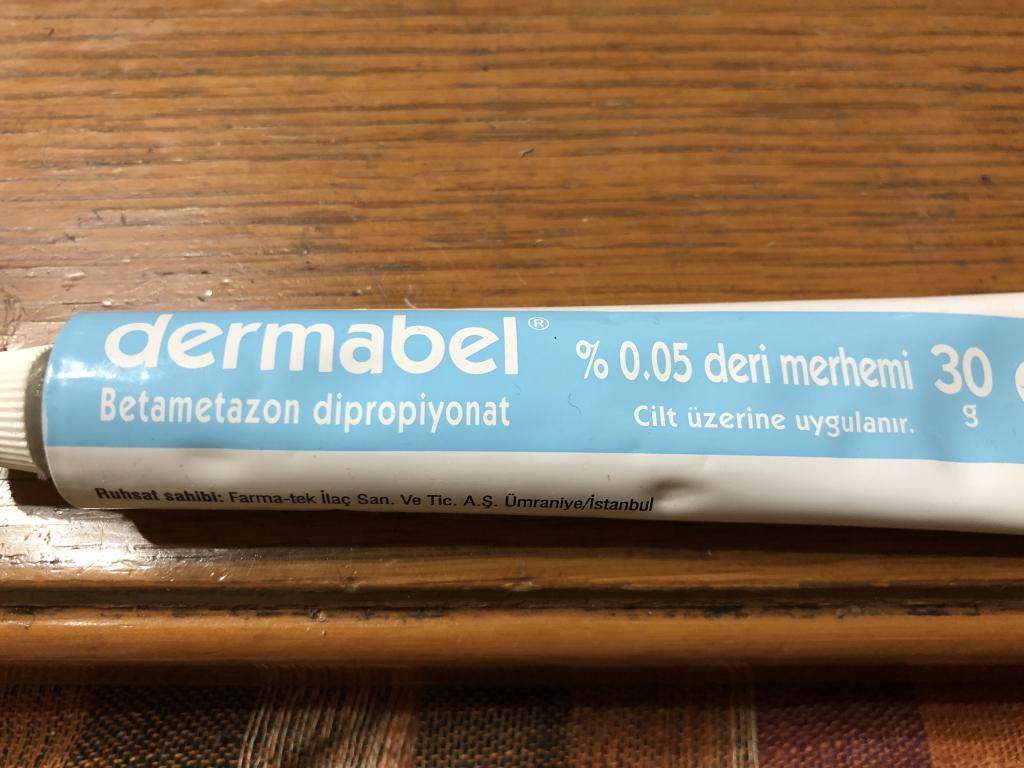 dermabel®
Betametazon dipropiyonat
% 0.05 deri merhemi 30 g
Cilt üzerine uygulanır.
Ruhsat sahibi: Farma-tek İlaç San. Ve Tic. A.Ş. Ümraniye/İstanbul